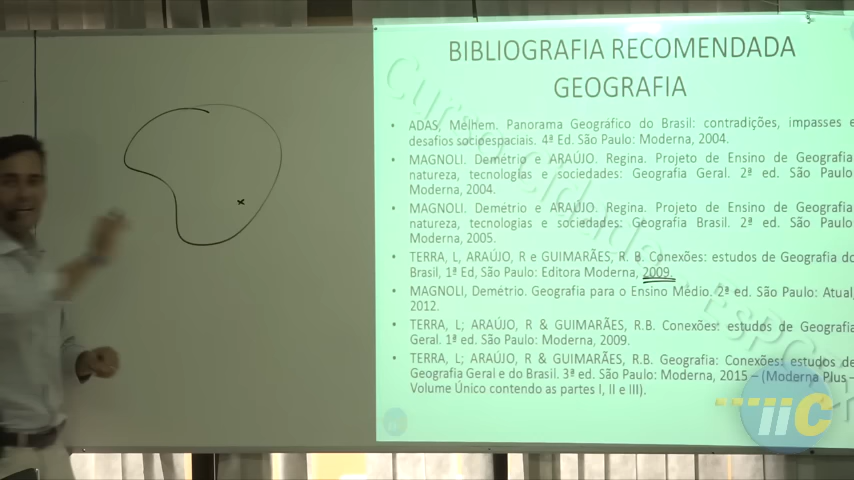 BIBLIOGRAFIA RECOMENDADA
GEOGRAFIA
• ADAS, Melhem. Panorama Geográfico do Brasil: contradições, impasses e
desafios socioespaciais. 4ª Ed. São Paulo: Moderna, 2004.
• MAGNOLI. Demétrio e ARAÚJO. Regina. Projeto de Ensino de Geografia
natureza, tecnologias e sociedades: Geografia Geral. 2ª ed. São Paulo
Moderna, 2004.
• MAGNOLI. Demétrio e ARAÚJO. Regina. Projeto de Ensino de Geografia
natureza, tecnologias e sociedades: Geografia Brasil. 2ª ed. São Paulo
Moderna, 2005.
• TERRA, L, ARAÚJO, R e GUIMARÃES, R. B. Conexões: estudos de Geografia do
Brasil, 1ª Ed, São Paulo: Editora Moderna, 2009.
• MAGNOLI, Demétrio. Geografia para o Ensino Médio. 2ª ed. São Paulo: Atual,
2012.
• TERRA, L; ARAÚJO, R & GUIMARÃES, R.B. Conexões: estudos de Geografia
Geral. 1ª ed. São Paulo: Moderna, 2009.
• TERRA, L; ARAÚJO, R & GUIMARÃES, R.B. Geografia: Conexões: estudos de
Geografia Geral e do Brasil. 3ª ed. São Paulo: Moderna, 2015 – (Moderna Plus –
Volume Único contendo as partes I, II e III).
Curso Cidade
EsPCEx
iiC
x